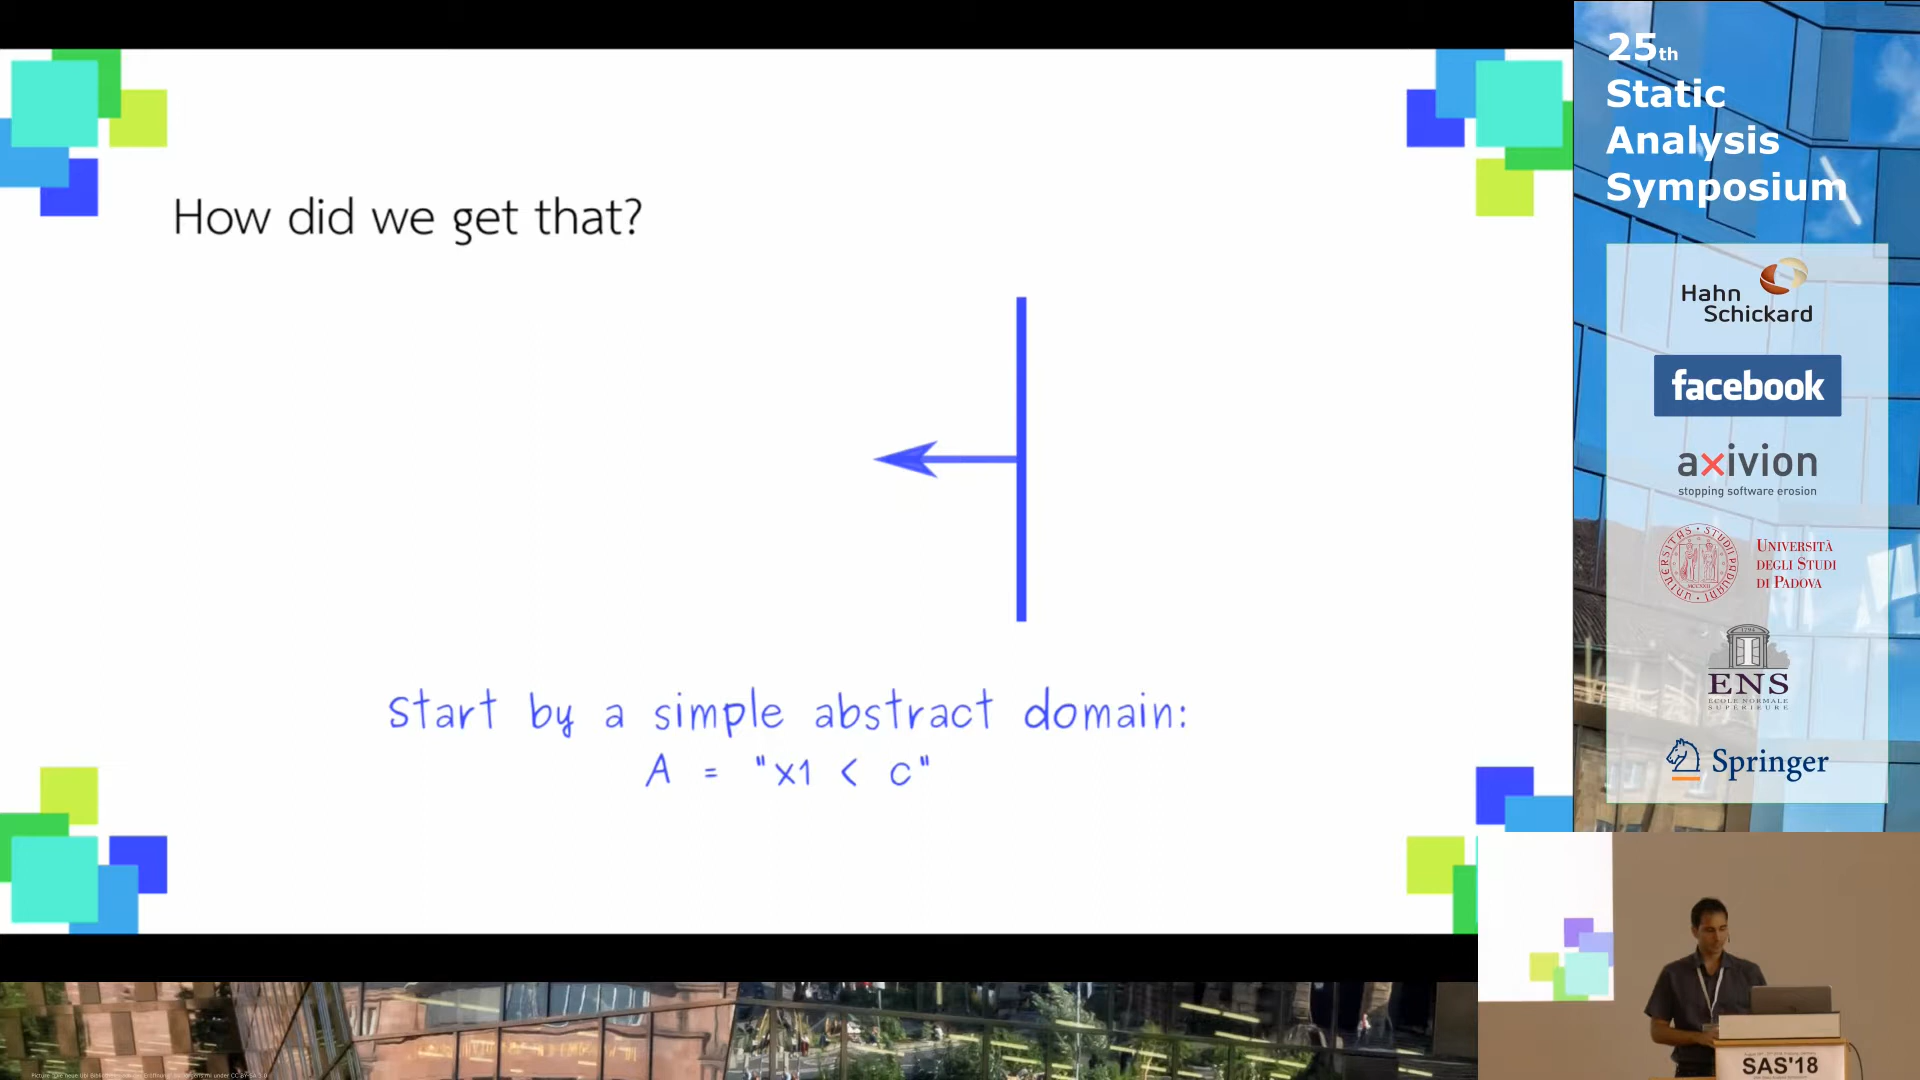 How did we get that?
Start by a simple abstract domain:
A = "x1 < c"
25th
Static
Analysis
Symposium
Hahn
Schickard
facebook
axivion
stopping software erosion
UNIVERSITÀ
DEGLI STUDI
DI PADOVA
ENS
ECOLE NORMALE
SUPERIEURE
Springer
SAS'18